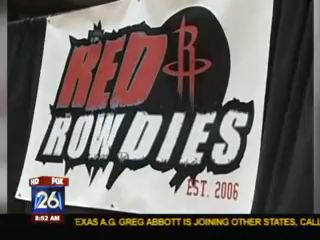 RED
R
ROWDIES
EST. 2006
HD FOX
26
8:52 AM
EXAS A.G. GREG ABBOTT IS JOINING OTHER STATES, CAL